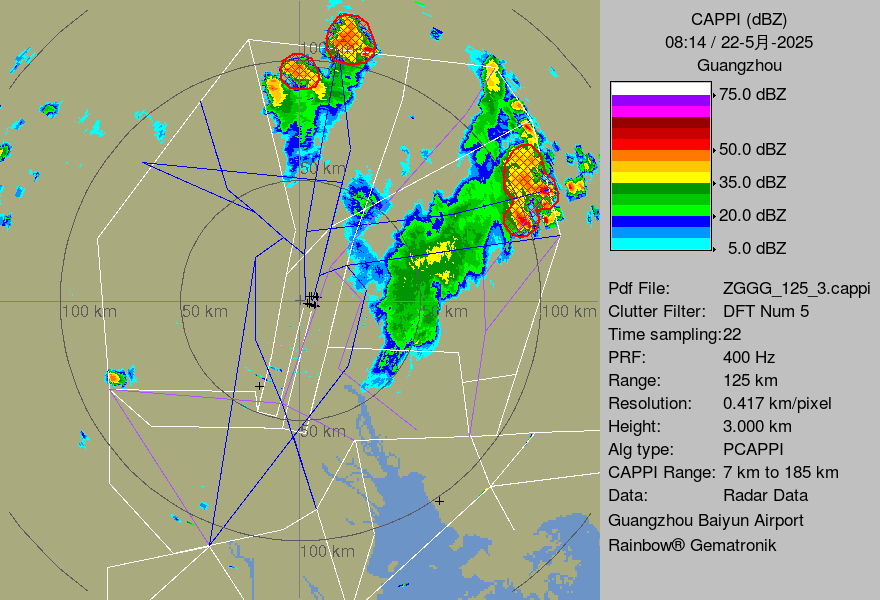 CAPPI (dBZ)
08:14 / 22-5月-2025
Guangzhou
75.0 dBZ
50.0 dBZ
35.0 dBZ
20.0 dBZ
5.0 dBZ
Pdf File: ZGGG_125_3.cappi
Clutter Filter: DFT Num 5
Time sampling:22
PRF: 400 Hz
Range: 125 km
Resolution: 0.417 km/pixel
Height: 3.000 km
Alg type: PCAPPI
CAPPI Range: 7 km to 185 km
Data: Radar Data
Guangzhou Baiyun Airport
Rainbow® Gematronik
100 km
50 km
100 km
50 km
km
100 km
50 km
100 km